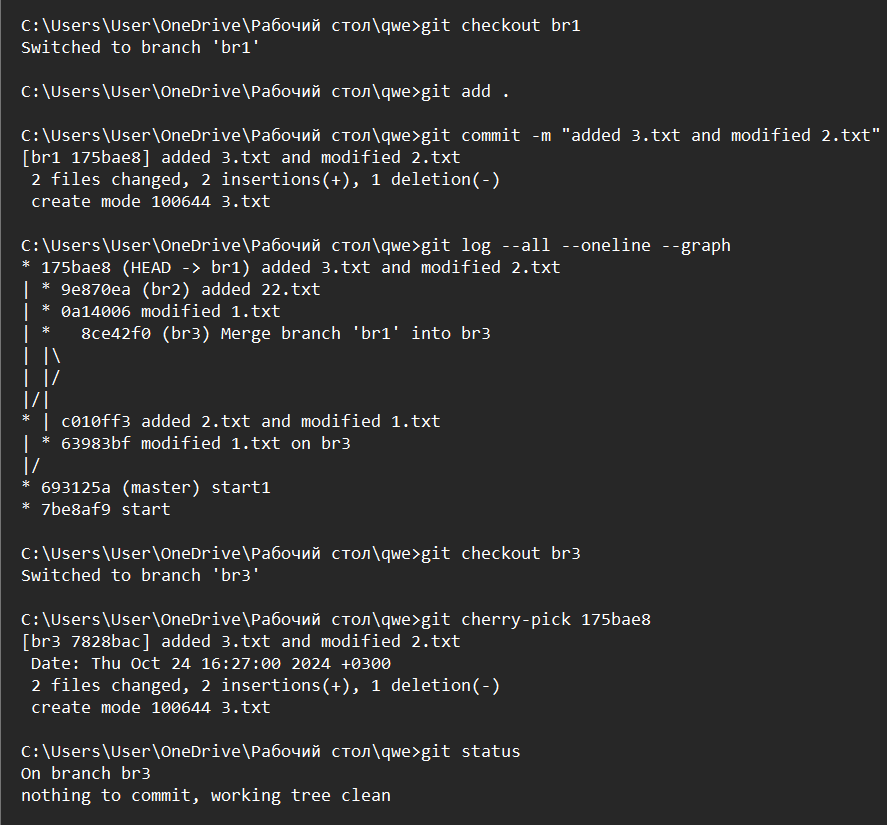 C:\Users\User\OneDrive\Рабочий стол\qwe>git checkout br1
Switched to branch 'br1'
C:\Users\User\OneDrive\Рабочий стол\qwe>git add .
C:\Users\User\OneDrive\Рабочий стол\qwe>git commit -m "added 3.txt and modified 2.txt"
[br1 175bae8] added 3.txt and modified 2.txt
 2 files changed, 2 insertions(+), 1 deletion(-)
 create mode 100644 3.txt
C:\Users\User\OneDrive\Рабочий стол\qwe>git log --all --oneline --graph
* 175bae8 (HEAD -> br1) added 3.txt and modified 2.txt
| * 9e870ea (br2) added 22.txt
| * 0a14006 modified 1.txt
| *   8ce42f0 (br3) Merge branch 'br1' into br3
| |\
| |/
|/|
* | c010ff3 added 2.txt and modified 1.txt
| * 63983bf modified 1.txt on br3
|/
* 693125a (master) start1
* 7be8af9 start
C:\Users\User\OneDrive\Рабочий стол\qwe>git checkout br3
Switched to branch 'br3'
C:\Users\User\OneDrive\Рабочий стол\qwe>git cherry-pick 175bae8
[br3 7828bac] added 3.txt and modified 2.txt
 Date: Thu Oct 24 16:27:00 2024 +0300
 2 files changed, 2 insertions(+), 1 deletion(-)
 create mode 100644 3.txt
C:\Users\User\OneDrive\Рабочий стол\qwe>git status
On branch br3
nothing to commit, working tree clean